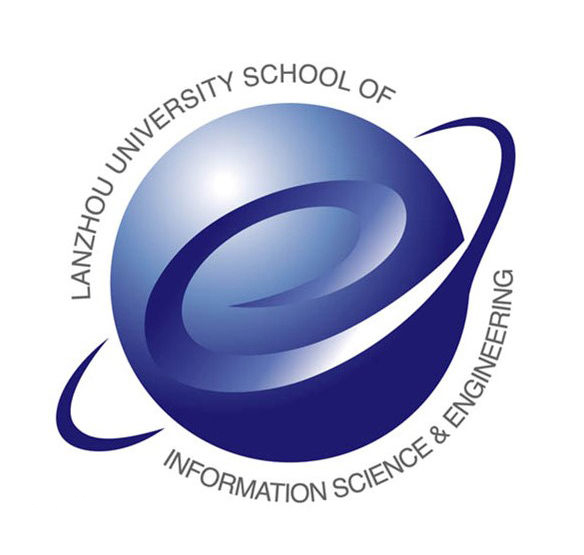 LANZHOU UNIVERSITY SCHOOL OF
INFORMATION SCIENCE & ENGINEERING